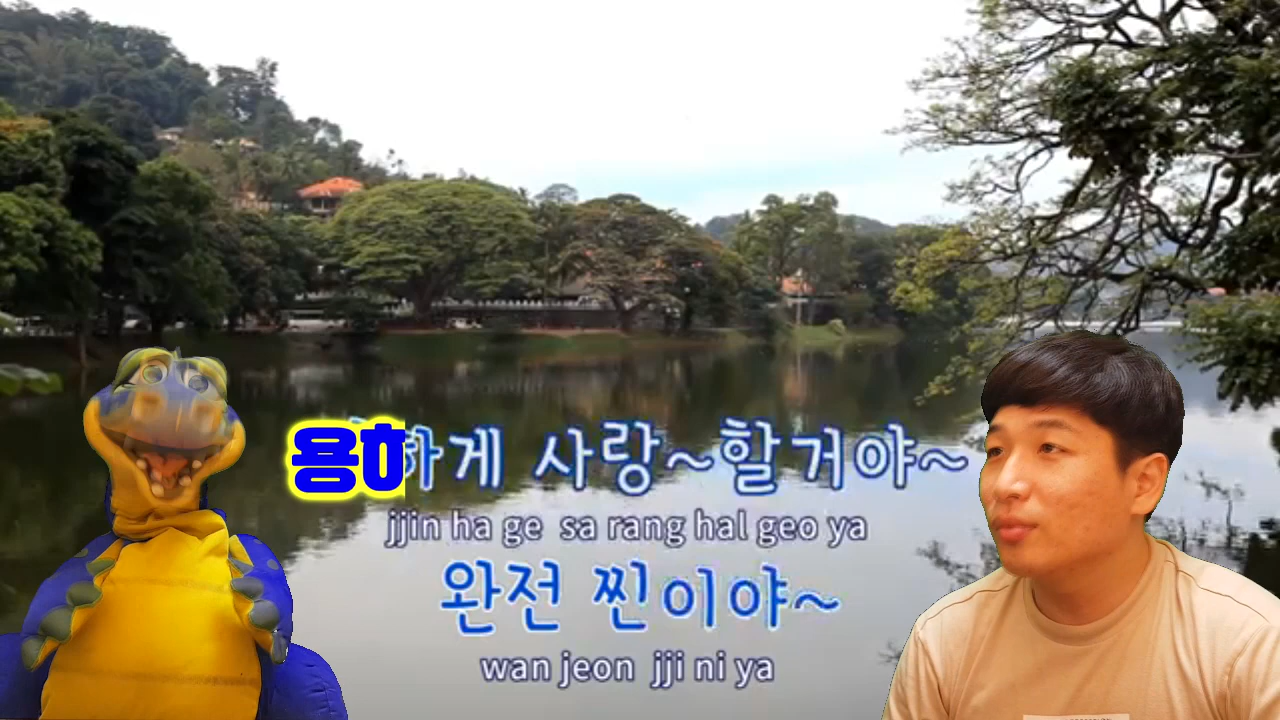 용하하게 사랑~할거야~
jjin ha ge sa rang hal geo ya
완전 찐이야~
wan jeon jji ni ya